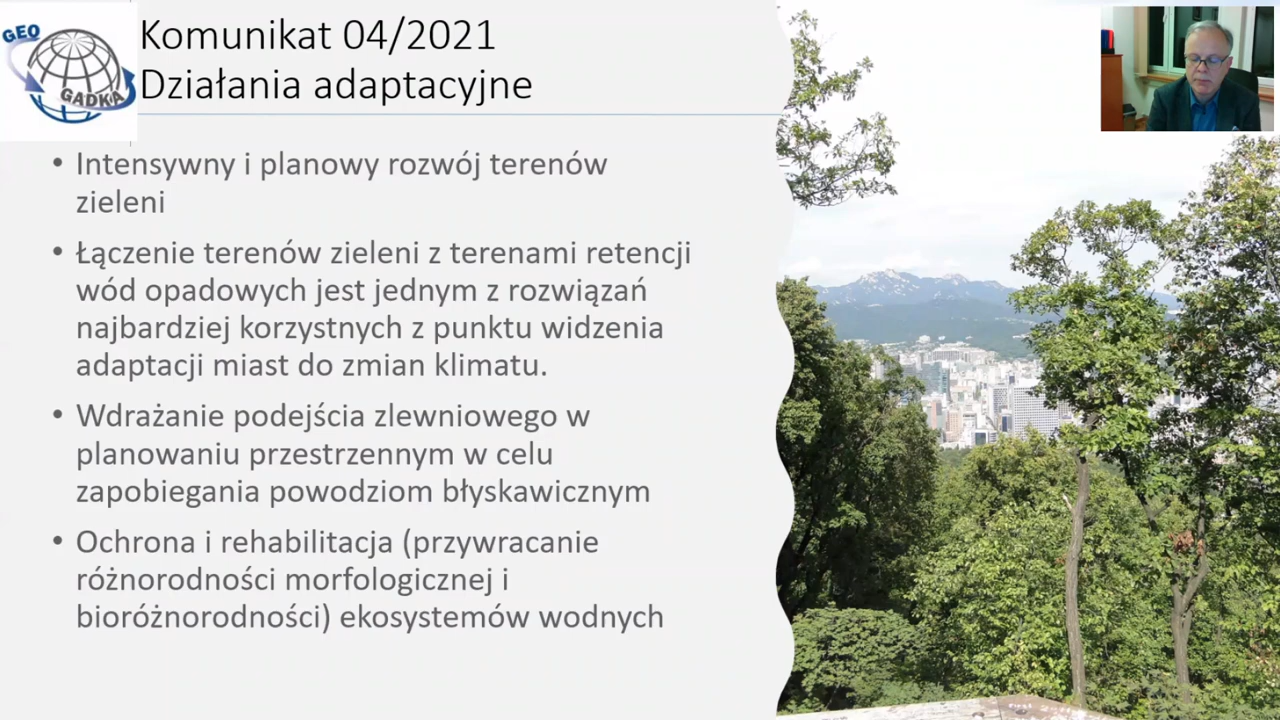 GEO
GADKA
Komunikat 04/2021
Działania adaptacyjne
• Intensywny i planowy rozwój terenów
zieleni
• Łączenie terenów zieleni z terenami retencji
wód opadowych jest jednym z rozwiązań
najbardziej korzystnych z punktu widzenia
adaptacji miast do zmian klimatu.
• Wdrażanie podejścia zlewniowego w
planowaniu przestrzennym w celu
zapobiegania powodziom błyskawicznym
• Ochrona i rehabilitacja (przywracanie
różnorodności morfologicznej i
bioróżnorodności) ekosystemów wodnych